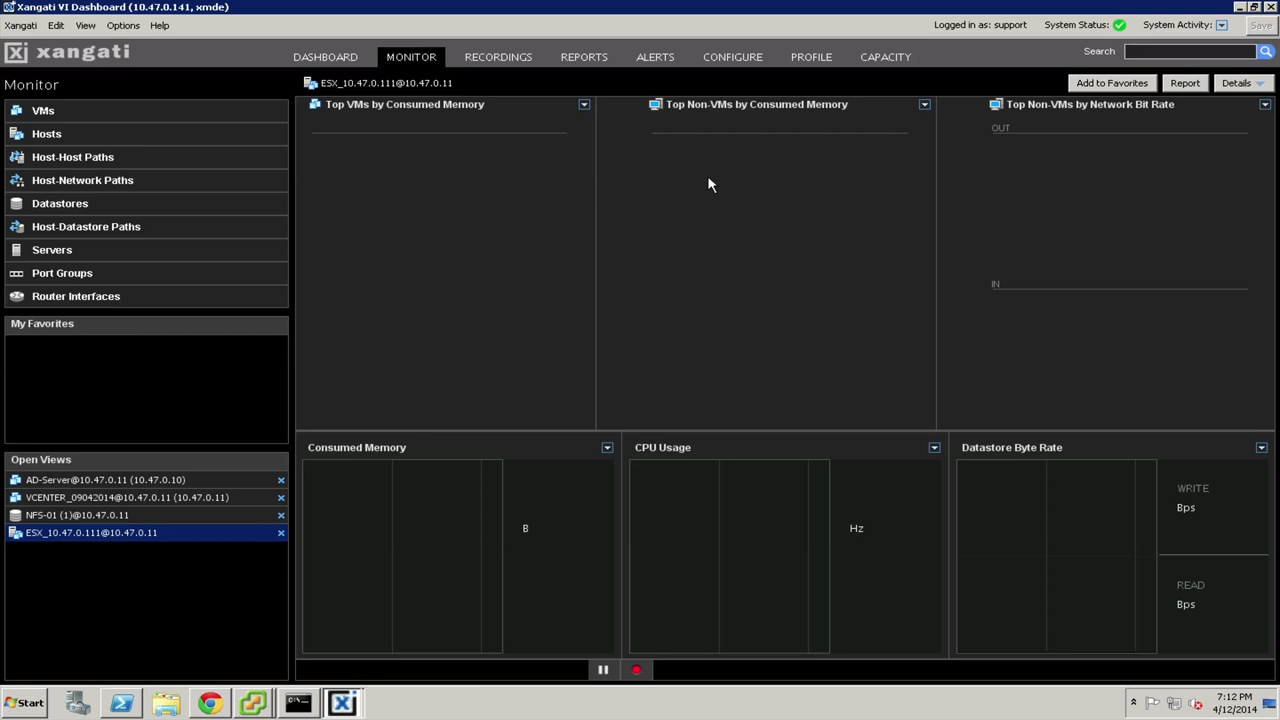 Xangati VI Dashboard (10.47.0.141, xmde)
Xangati Edit View Options Help
Logged in as: support System Status: System Activity: Save
xangati
DASHBOARD MONITOR RECORDINGS REPORTS ALERTS CONFIGURE PROFILE CAPACITY
Search
Monitor
ESX_10.47.0.111@10.47.0.11
Add to Favorites Report Details
VMs
Hosts
Host-Host Paths
Host-Network Paths
Datastores
Host-Datastore Paths
Servers
Port Groups
Router Interfaces
My Favorites
Open Views
AD-Server@10.47.0.11 (10.47.0.10)
VCENTER_09042014@10.47.0.11 (10.47.0.11)
NFS-01 (1)@10.47.0.11
ESX_10.47.0.111@10.47.0.11
Top VMs by Consumed Memory
Top Non-VMs by Consumed Memory
Top Non-VMs by Network Bit Rate
OUT
IN
Consumed Memory
B
CPU Usage
Hz
Datastore Byte Rate
WRITE
Bps
READ
Bps
Start
C:\
7:12 PM
4/12/2014